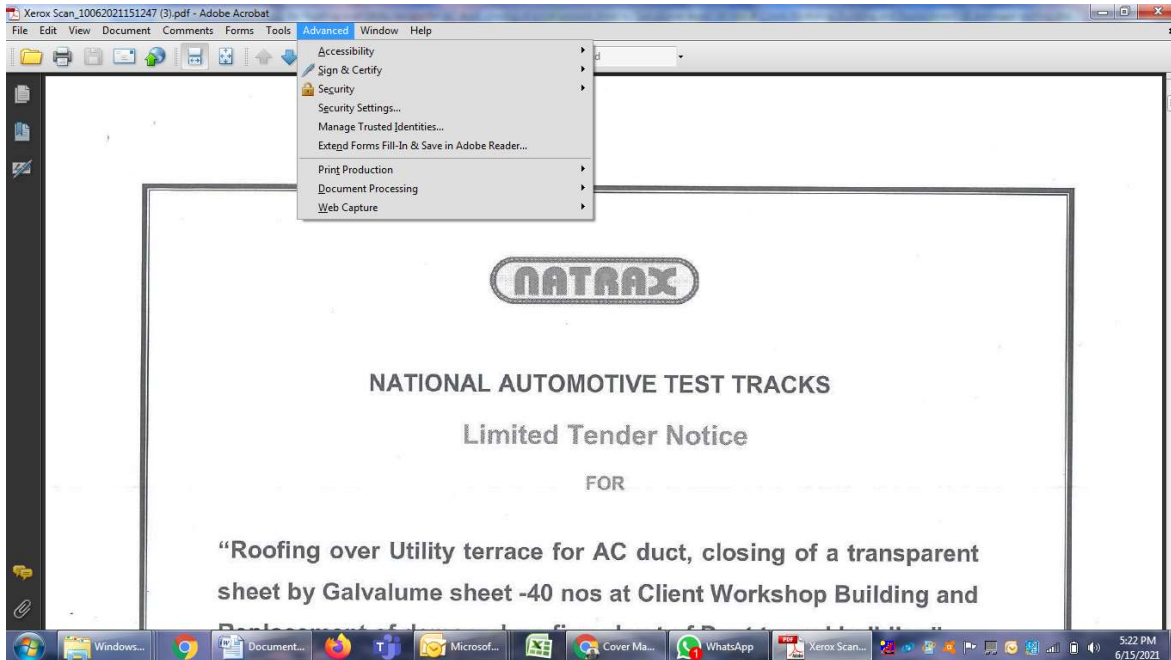 Xerox Scan_10062021151247 (3).pdf - Adobe Acrobat
File Edit View Document Comments Forms Tools Advanced Window Help
Accessibility
Sign & Certify
Security
Security Settings...
Manage Trusted Identities...
Extend Forms Fill-In & Save in Adobe Reader...
Print Production
Document Processing
Web Capture
NATRAX
NATIONAL AUTOMOTIVE TEST TRACKS
Limited Tender Notice
FOR
“Roofing over Utility terrace for AC duct, closing of a transparent
sheet by Galvalume sheet -40 nos at Client Workshop Building and
Windows... Document... Microsof... Cover Ma... WhatsApp Xerox Scan... 5:22 PM
6/15/2021